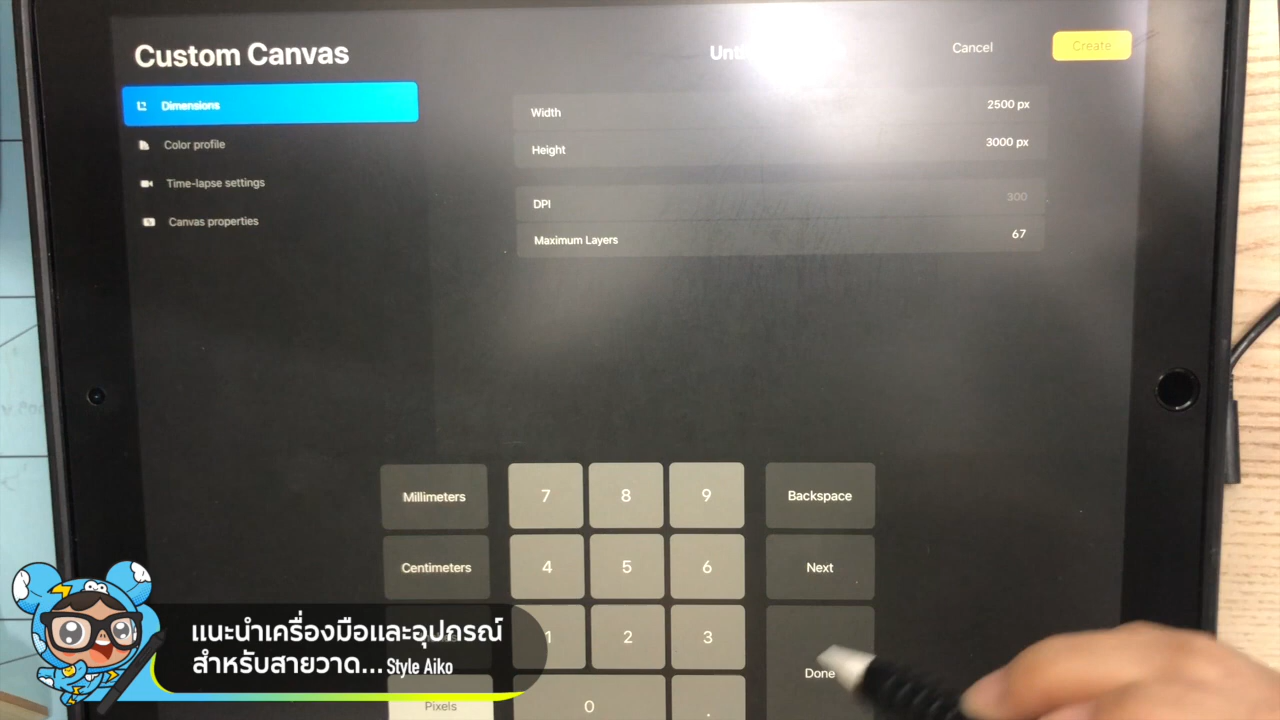 Custom Canvas
Cancel
Create
Dimensions
Color profile
Time-lapse settings
Canvas properties
Width
2500 px
Height
3000 px
DPI
300
Maximum Layers
67
Millimeters
7
8
9
Backspace
Centimeters
4
5
6
Next
1
2
3
Done
Pixels
0
.
แนะนำเครื่องมือและอุปกรณ์
สำหรับสายวาด... Style Aiko